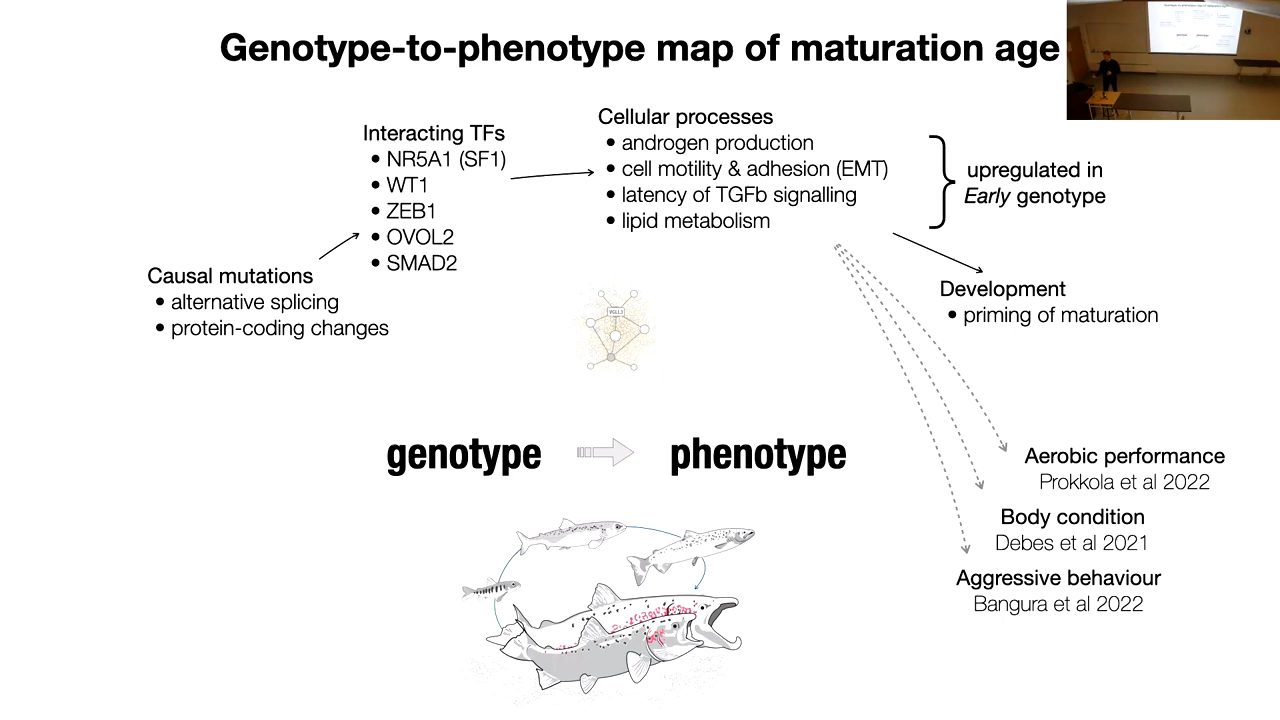 Genotype-to-phenotype map of maturation age
Interacting TFs
• NR5A1 (SF1)
• WT1
• ZEB1
• OVOL2
• SMAD2
Cellular processes
• androgen production
• cell motility & adhesion (EMT)
• latency of TGFb signalling
• lipid metabolism
upregulated in
Early genotype
Causal mutations
• alternative splicing
• protein-coding changes
Development
• priming of maturation
VGLL3
genotype
phenotype
Aerobic performance
Prokkola et al 2022
Body condition
Debes et al 2021
Aggressive behaviour
Bangura et al 2022